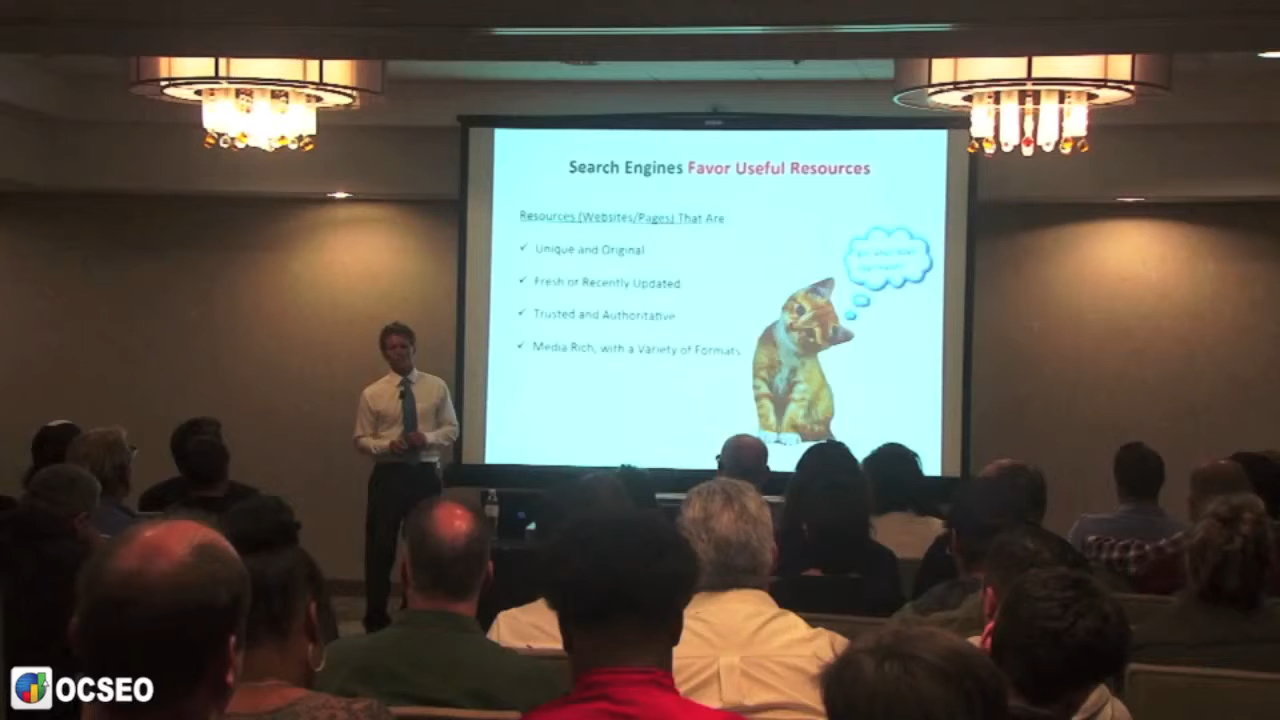 Search Engines Favor Useful Resources
Resources (Websites/Pages) That Are
Unique and Original
Fresh or Recently Updated
Trusted and Authoritative
Media Rich, with a Variety of Formats
OCSEO